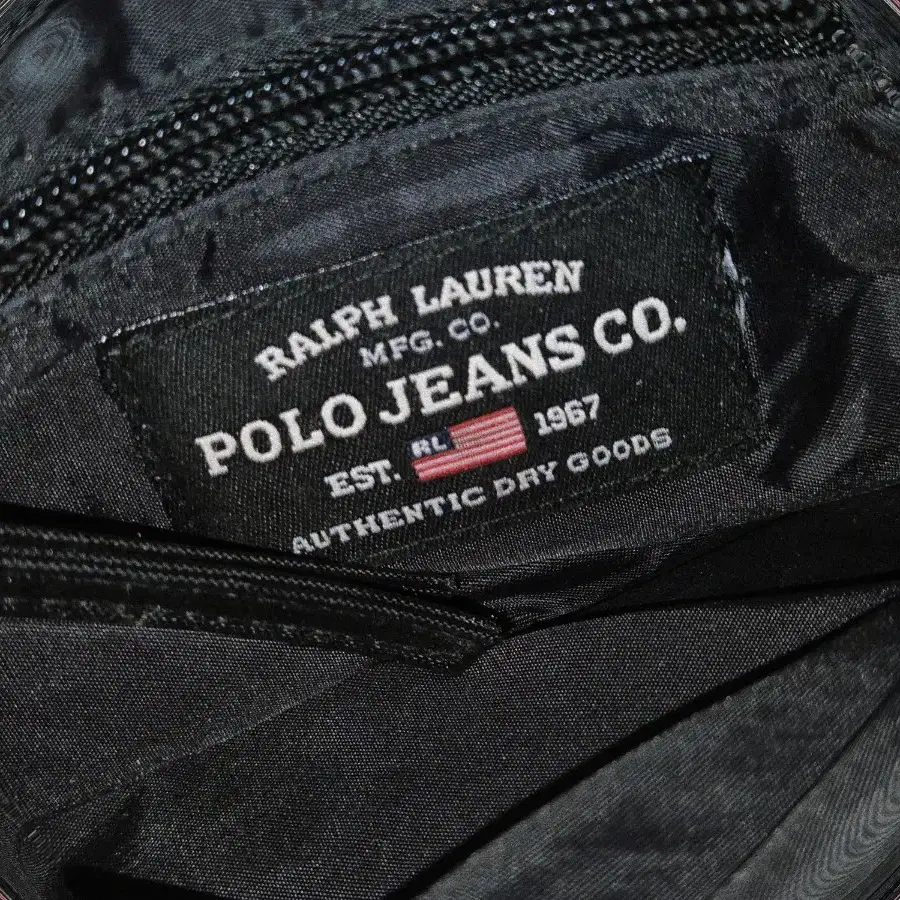 RALPH LAUREN
MFG. CO.
POLO JEANS CO.
EST. RL 1967
AUTHENTIC DRY GOODS